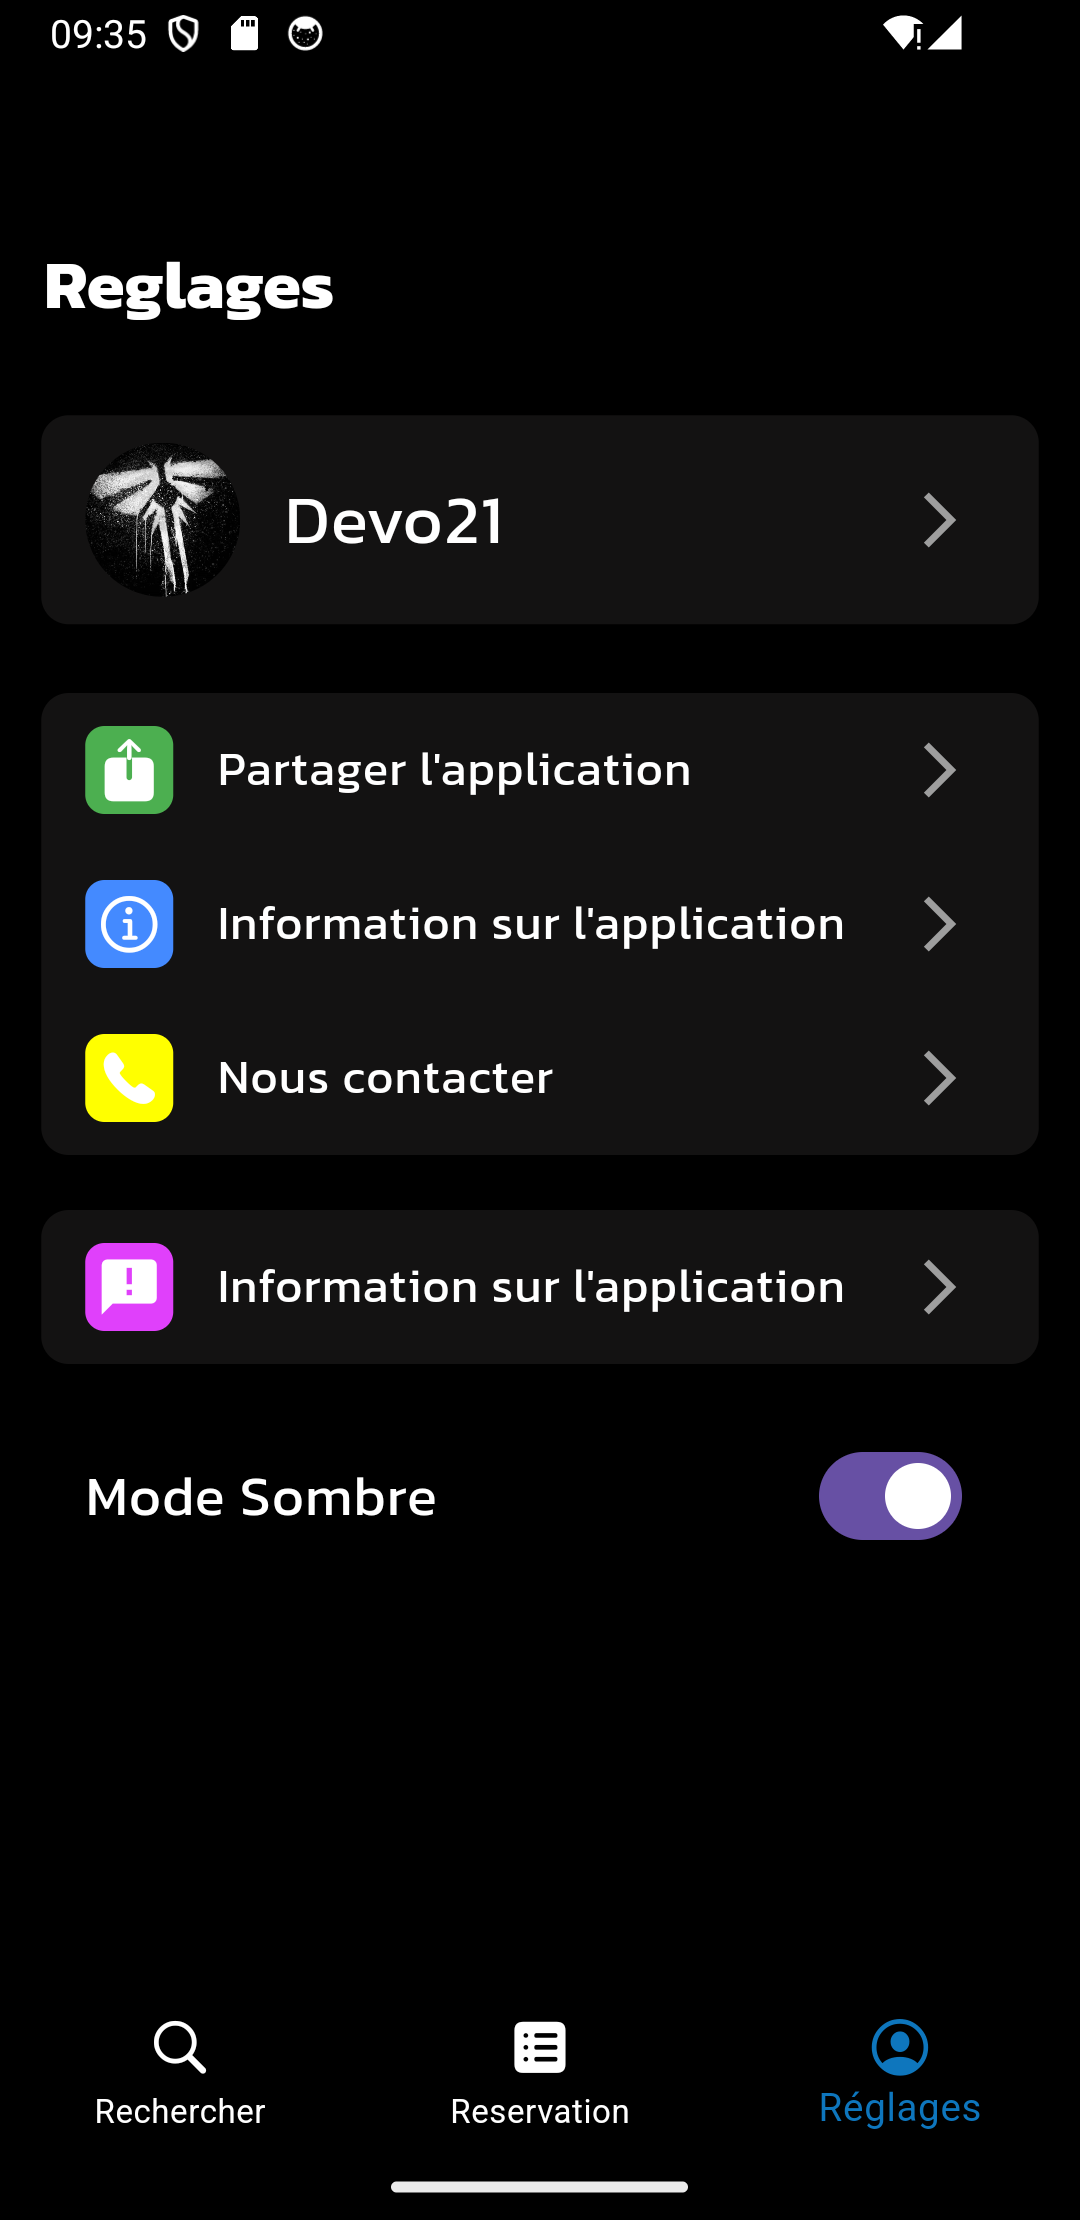 09:35
Reglages
Devo21
Partager l'application
Information sur l'application
Nous contacter
Information sur l'application
Mode Sombre
Rechercher
Reservation
Réglages